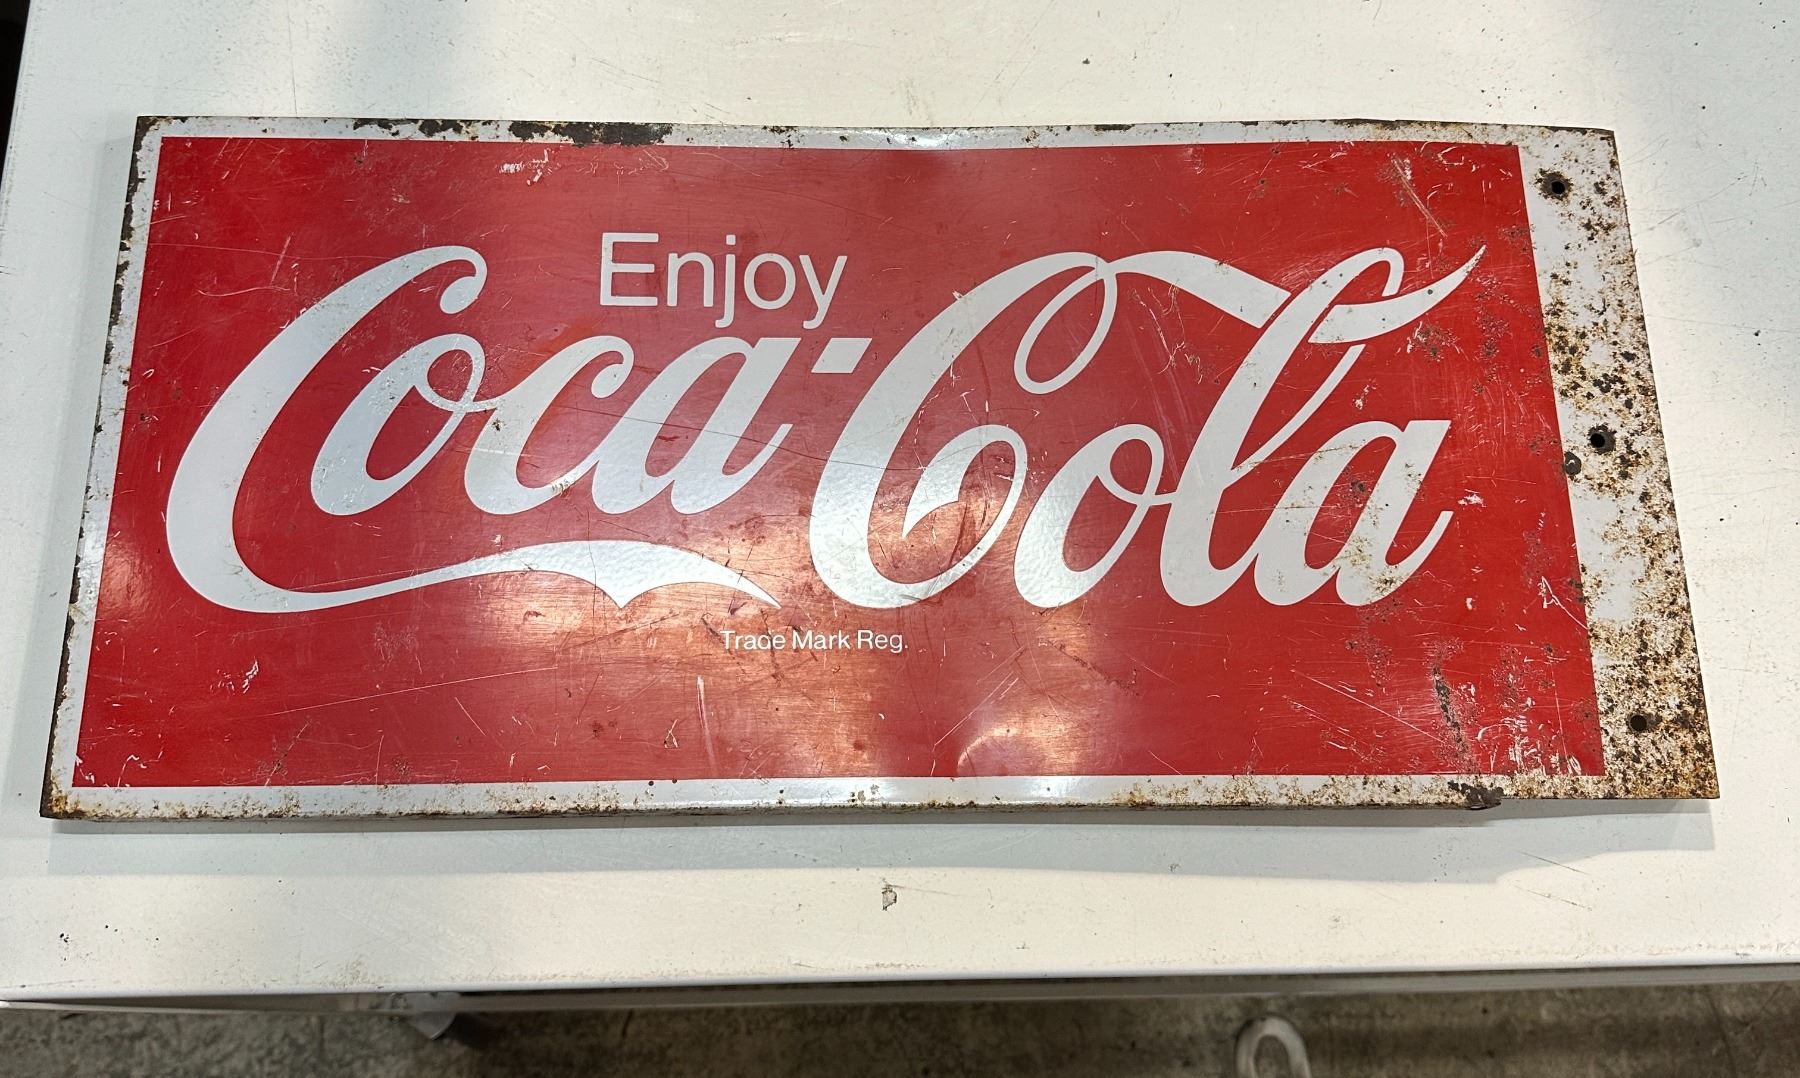 Enjoy
Coca-Cola
Trade Mark Reg.